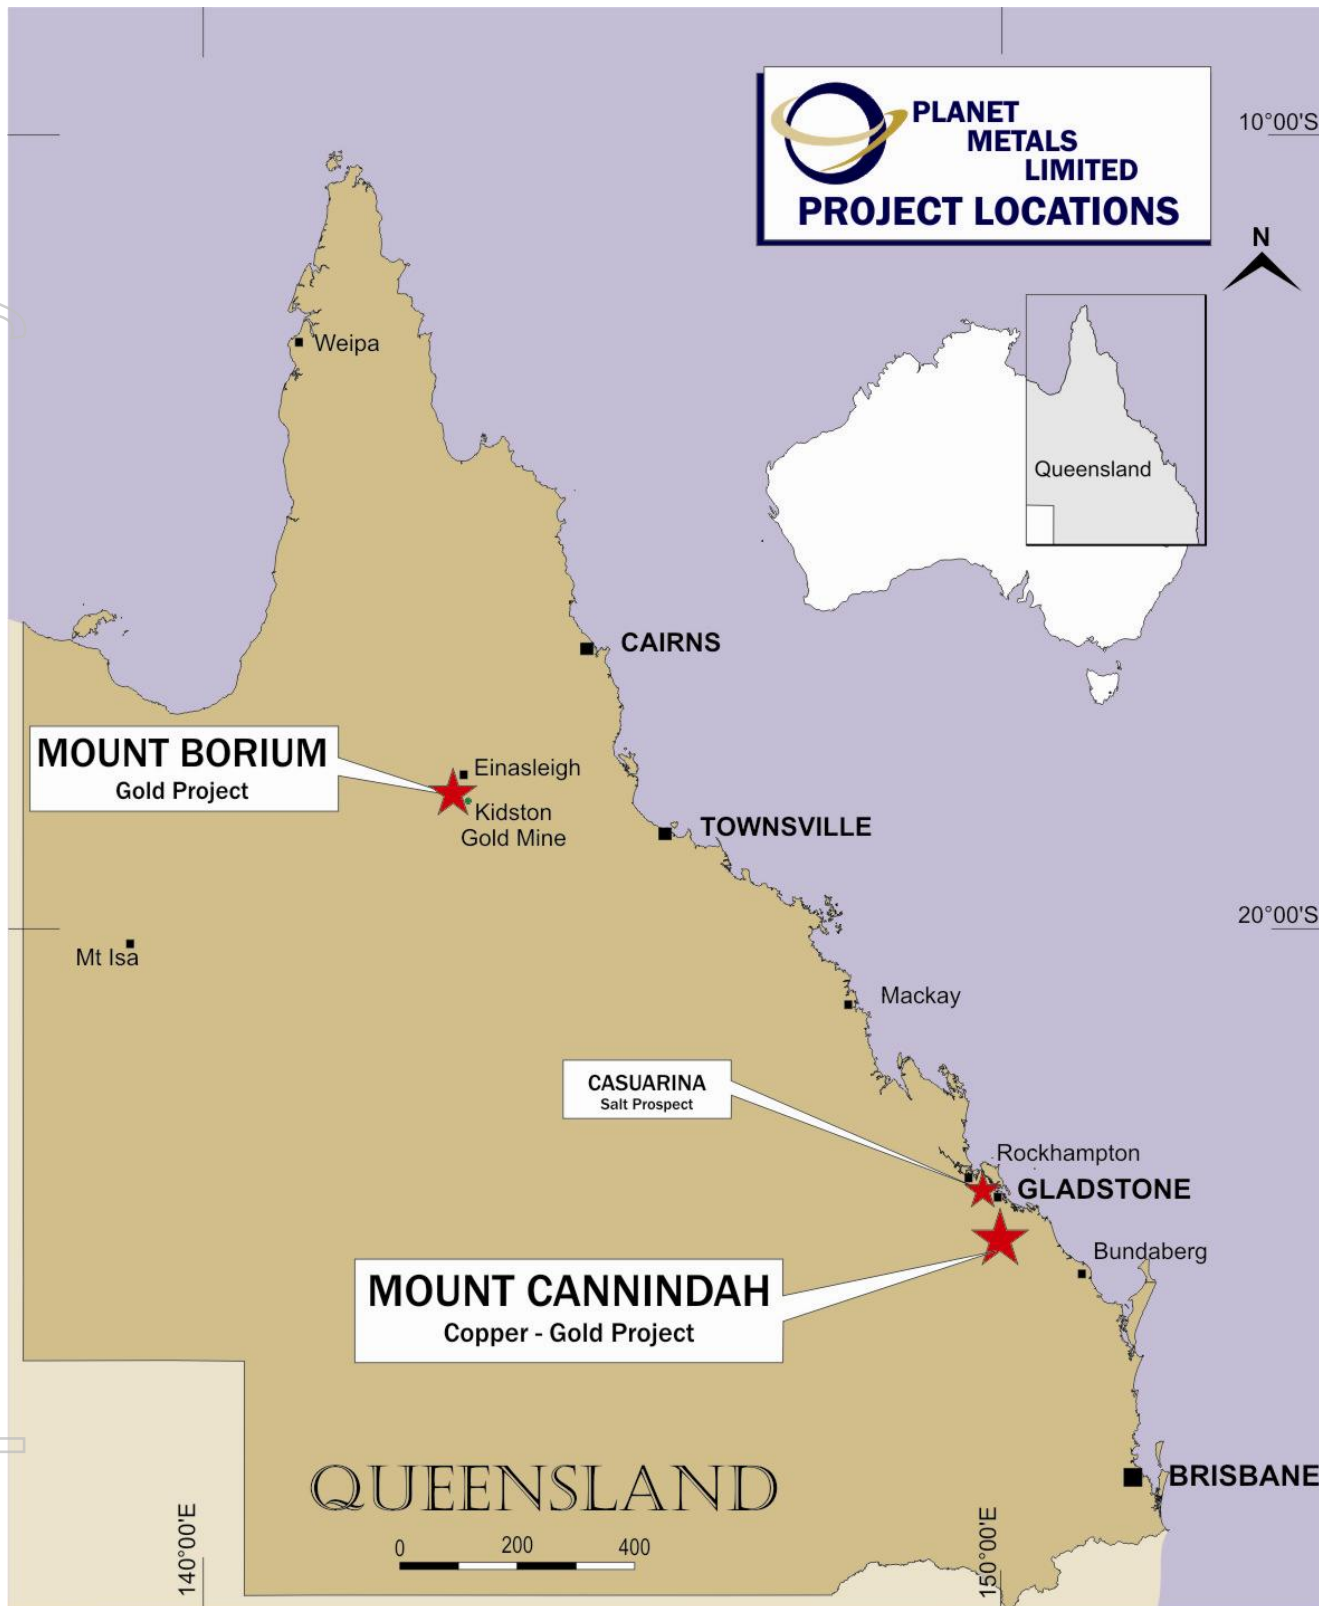 PLANET
METALS
LIMITED
PROJECT LOCATIONS
10°00'S
N
Weipa
Queensland
CAIRNS
MOUNT BORIUM
Gold Project
Einasleigh
Kidston
Gold Mine
TOWNSVILLE
20°00'S
Mt Isa
Mackay
CASUARINA
Salt Prospect
Rockhampton
GLADSTONE
Bundaberg
MOUNT CANNINDAH
Copper - Gold Project
QUEENSLAND
BRISBANE
0 200 400
140°00'E
150°00'E